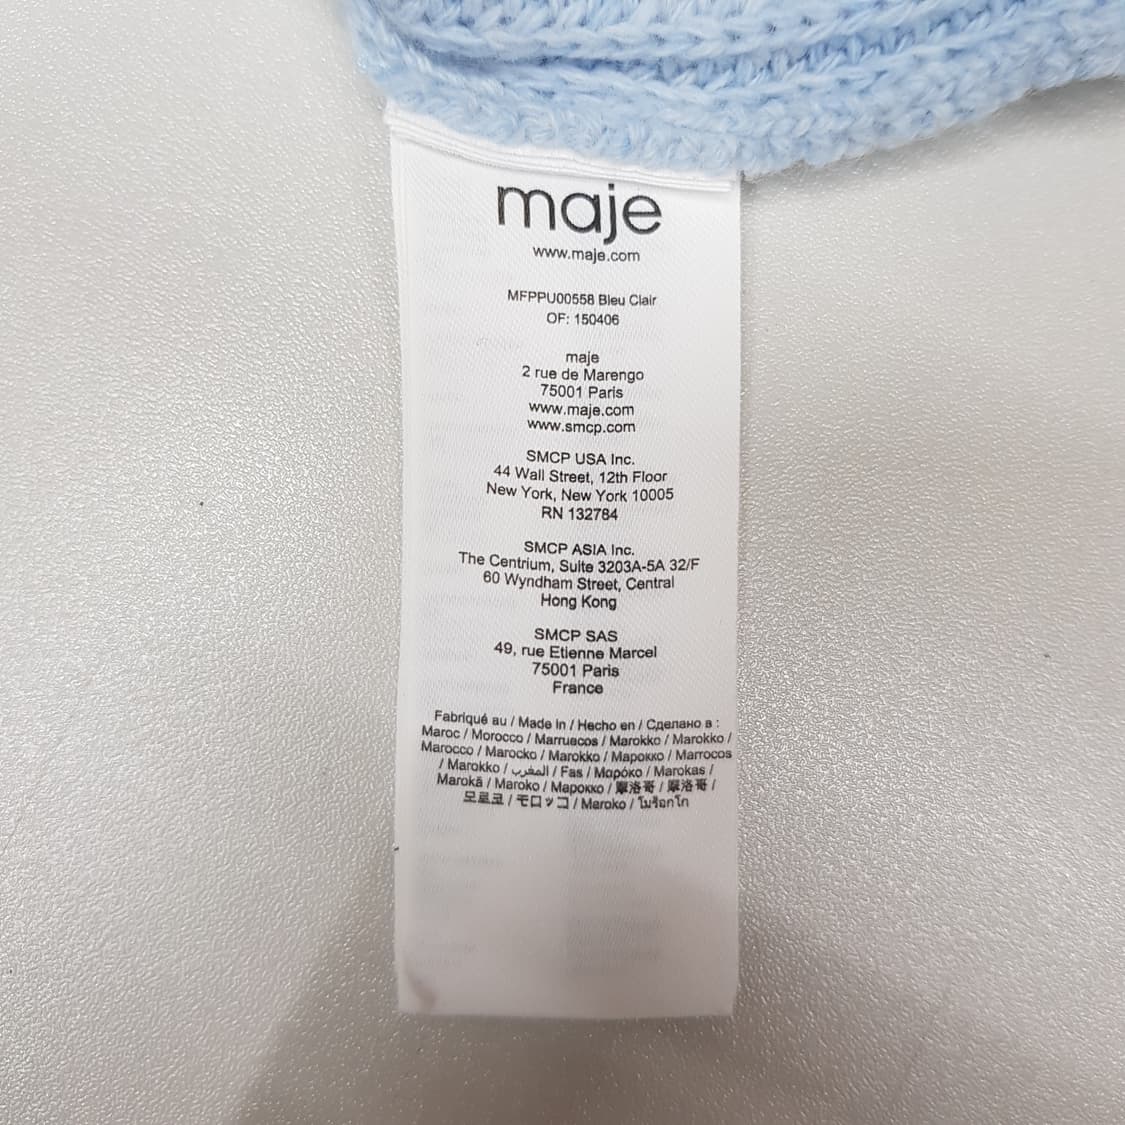 maje
www.maje.com
MFPPU00558 Bleu Clair
OF: 150406
maje
2 rue de Marengo
75001 Paris
www.maje.com
www.smcp.com
SMCP USA Inc.
44 Wall Street, 12th Floor
New York, New York 10005
RN 132784
SMCP ASIA Inc.
The Centrium, Suite 3203A-5A 32/F
60 Wyndham Street, Central
Hong Kong
SMCP SAS
49, rue Etienne Marcel
75001 Paris
France
Fabriqué au / Made in / Hecho en / Сделано в :
Maroc / Morocco / Marruecos / Marokko / Marokko /
Marocco / Marocko / Marokko / Марокко / Marrocos
/ Marokko / المغرب / Fas / Μαρόκο / Marokas /
Maroka / Maroko / Марокко / 摩洛哥 / 摩洛哥 /
모로코 / モロッコ / Maroko / โมร็อกโก